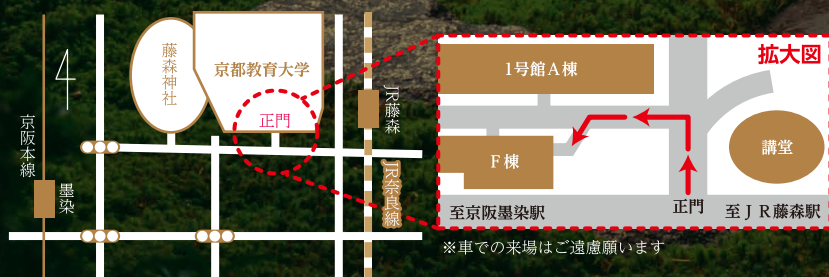 藤森神社
京都教育大学
正門
JR藤森
京阪本線
墨染
JR奈良線
拡大図
1号館A棟
F棟
講堂
至京阪墨染駅
正門
至JR藤森駅
※車での来場はご遠慮願います